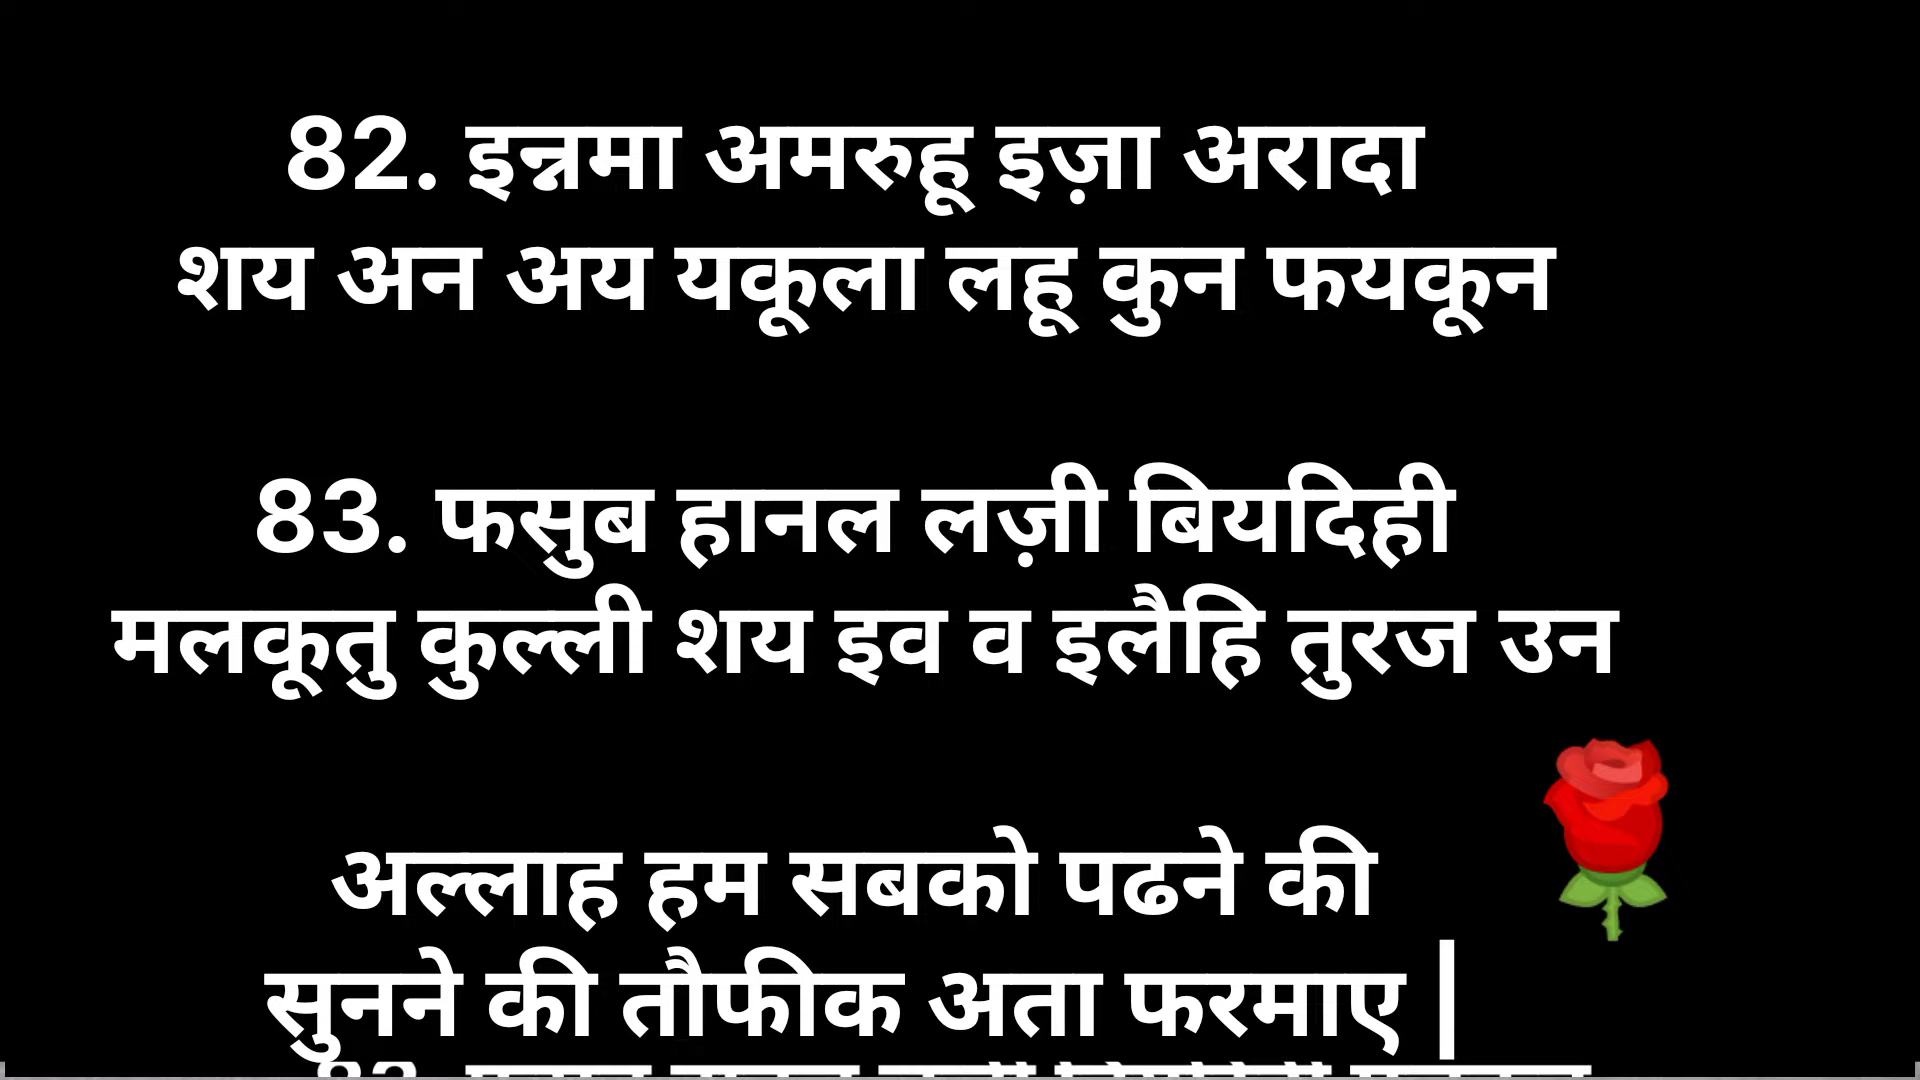 82. इन्नमा अमरुहू इज़ा अरादा
शय अन अय यकूला लहू कुन फयकून
83. फसुब हानल लज़ी बियदिही
मलकूतु कुल्ली शय इव व इलैहि तुरज उन
अल्लाह हम सबको पढने की
सुनने की तौफीक अता फरमाए |